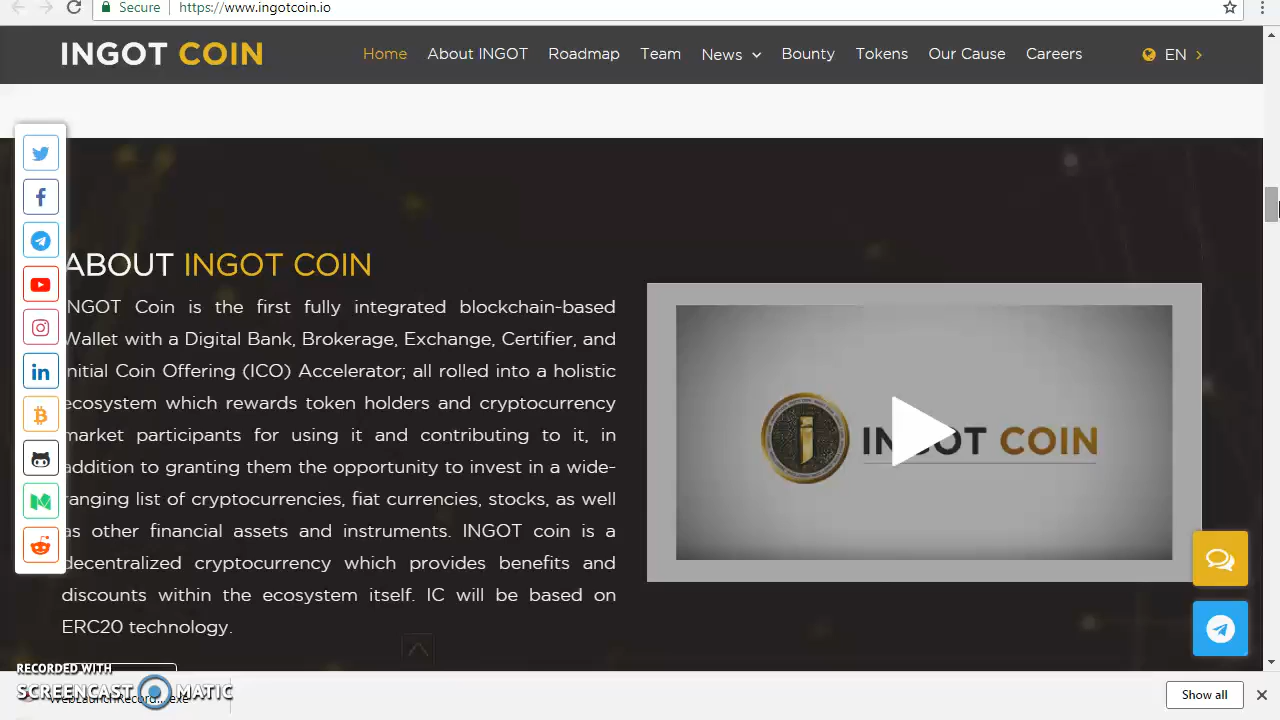 Secure https://www.ingotcoin.io
INGOT COIN Home About INGOT Roadmap Team News Bounty Tokens Our Cause Careers EN
ABOUT INGOT COIN
INGOT Coin is the first fully integrated blockchain-based
Wallet with a Digital Bank, Brokerage, Exchange, Certifier, and
Initial Coin Offering (ICO) Accelerator; all rolled into a holistic
ecosystem which rewards token holders and cryptocurrency
market participants for using it and contributing to it, in
addition to granting them the opportunity to invest in a wide-
ranging list of cryptocurrencies, fiat currencies, stocks, as well
as other financial assets and instruments. INGOT coin is a
decentralized cryptocurrency which provides benefits and
discounts within the ecosystem itself. IC will be based on
ERC20 technology.
INGOT COIN
RECORDED WITH
SCREENCAST MATIC
Show all